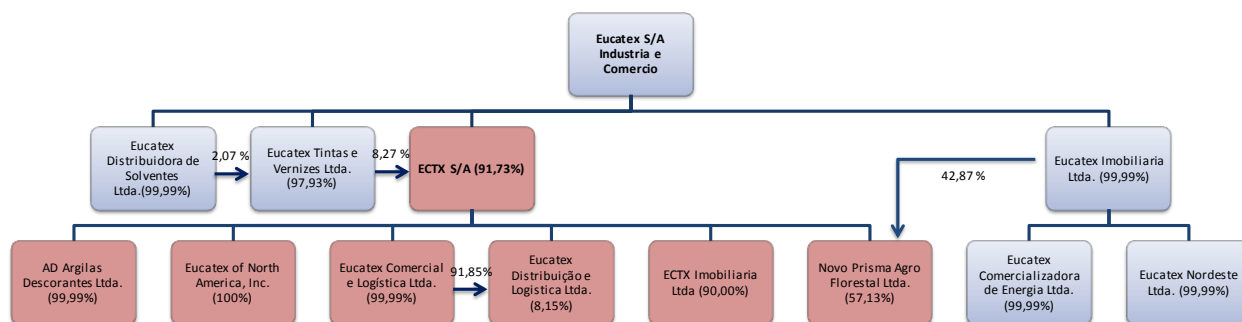 Eucatex S/A
Industria e
Comercio
Eucatex
Distribuidora de
Solventes
Ltda.(99,99%)
2,07 %
Eucatex Tintas e
Vernizes Ltda.
(97,93%)
8,27 %
ECTX S/A (91,73%)
42,87 %
Eucatex Imobiliaria
Ltda. (99,99%)
AD Argilas
Descorantes Ltda.
(99,99%)
Eucatex of North
America, Inc.
(100%)
Eucatex Comercial
e Logística Ltda.
(99,99%)
91,85%
Eucatex
Distribuição e
Logistica Ltda.
(8,15%)
ECTX Imobiliaria
Ltda (90,00%)
Novo Prisma Agro
Florestal Ltda.
(57,13%)
Eucatex
Comercializadora
de Energia Ltda.
(99,99%)
Eucatex Nordeste
Ltda. (99,99%)